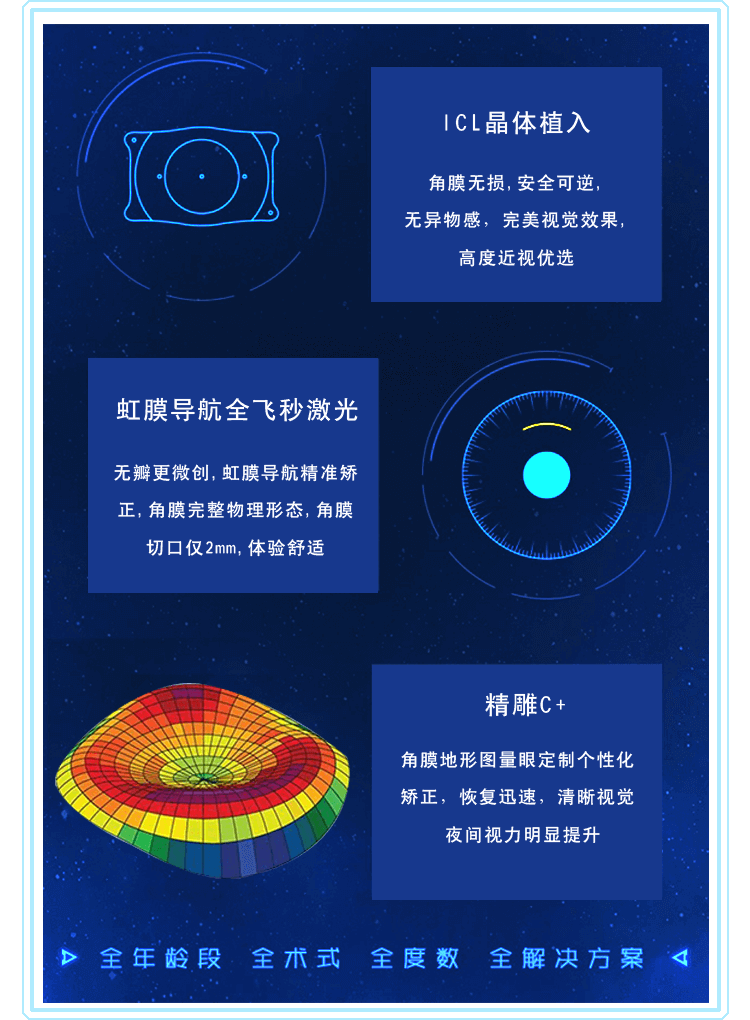 ICL晶体植入
角膜无损,安全可逆,
无异物感，完美视觉效果,
高度近视优选
虹膜导航全飞秒激光
无瓣更微创,虹膜导航精准矫
正,角膜完整物理形态,角膜
切口仅2mm,体验舒适
精雕C+
角膜地形图量眼定制个性化
矫正，恢复迅速，清晰视觉
夜间视力明显提升
全年龄段 全术式 全度数 全解决方案